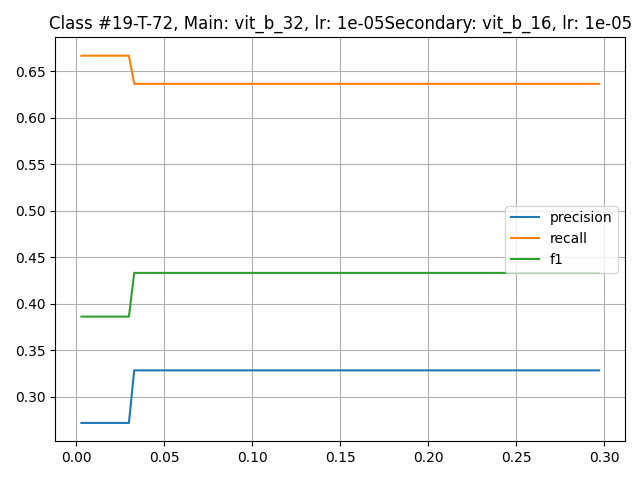 Class #19-T-72, Main: vit_b_32, lr: 1e-05Secondary: vit_b_16, lr: 1e-05
0.65
0.60
0.55
0.50
0.45
0.40
0.35
0.30
precision
recall
f1
0.00 0.05 0.10 0.15 0.20 0.25 0.30